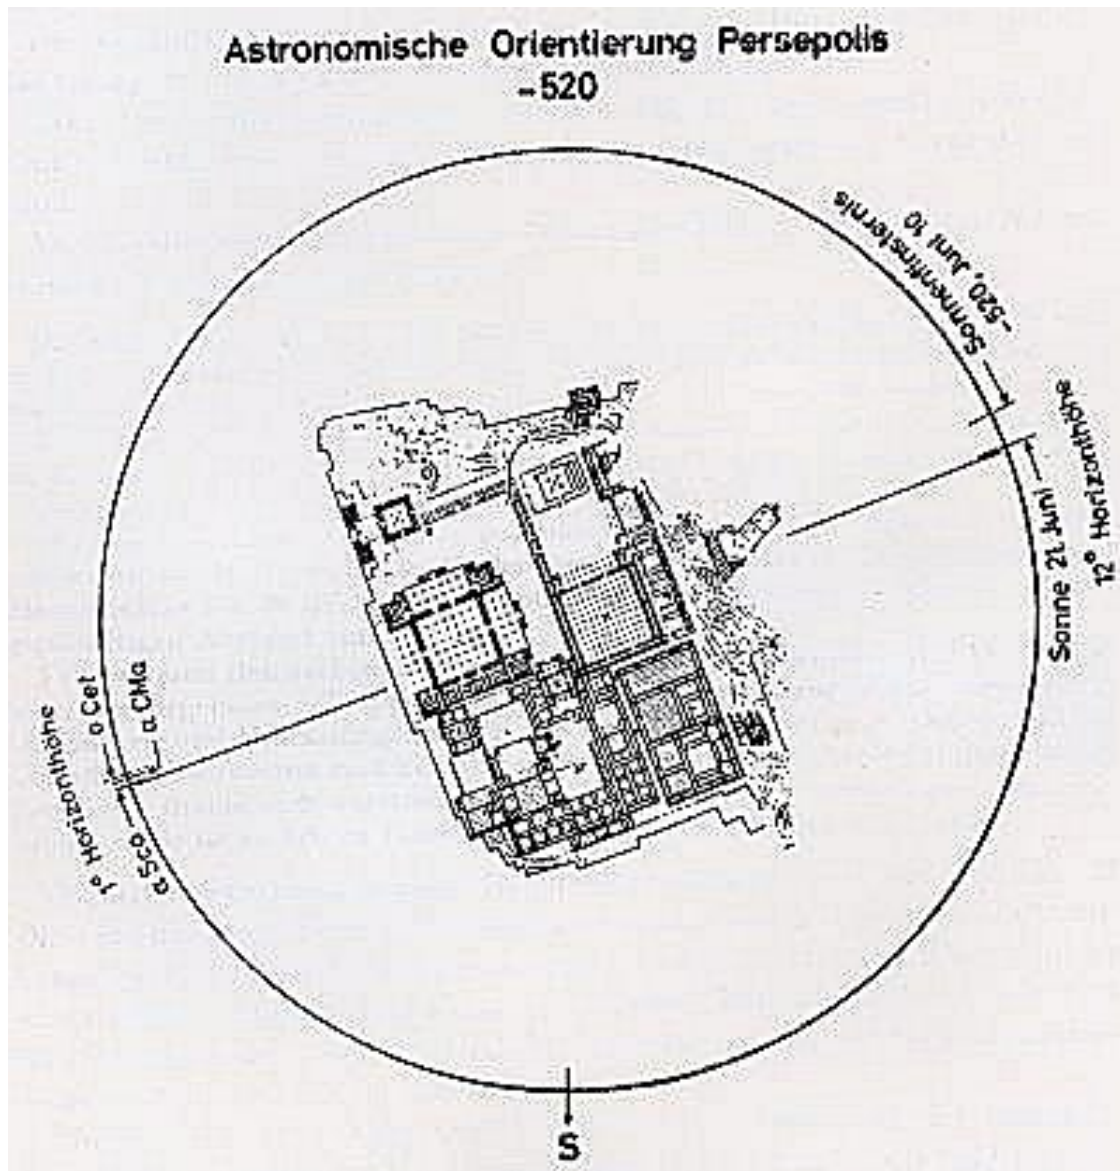 Astronomische Orientierung Persepolis
-520
Sonnenfinsternis
-520, Juni 10
12° Horizonthöhe
Sonne 21. Juni
1° Horizonthöhe
o Cet
α CMa
α Sco
S